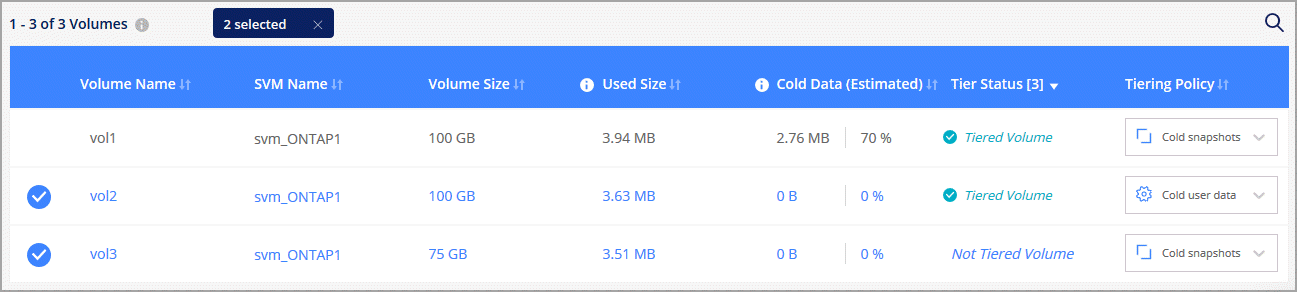 1 - 3 of 3 Volumes 2 selected
Volume Name SVM Name Volume Size Used Size Cold Data (Estimated) Tier Status [3] Tiering Policy
vol1 svm_ONTAP1 100 GB 3.94 MB 2.76 MB 70 % Tiered Volume Cold snapshots
vol2 svm_ONTAP1 100 GB 3.63 MB 0 B 0 % Tiered Volume Cold user data
vol3 svm_ONTAP1 75 GB 3.51 MB 0 B 0 % Not Tiered Volume Cold snapshots